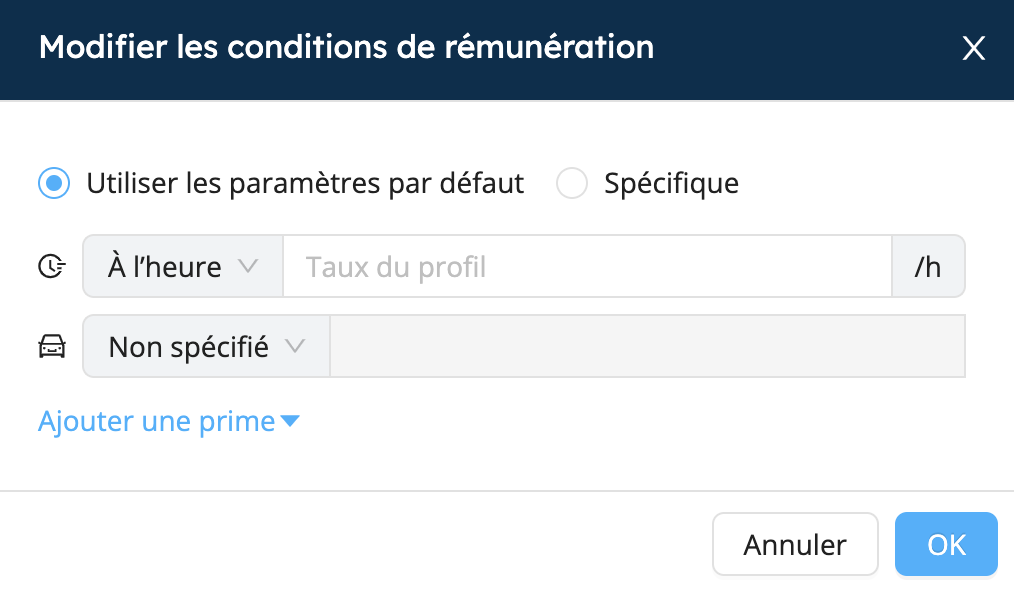 Modifier les conditions de rémunération
Utiliser les paramètres par défaut Spécifique
À l’heure Taux du profil /h
Non spécifié
Ajouter une prime
Annuler OK